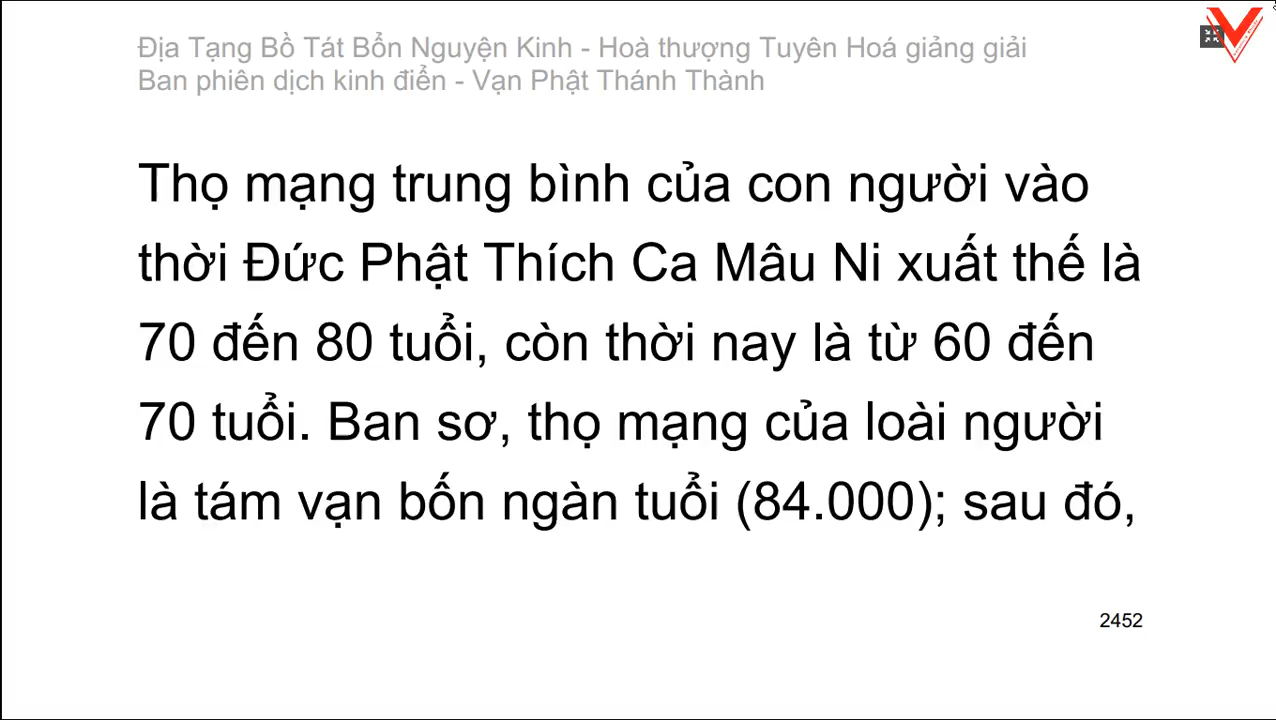 Địa Tạng Bồ Tát Bổn Nguyện Kinh - Hoà thượng Tuyên Hoá giảng giải
Ban phiên dịch kinh điển - Vạn Phật Thánh Thành
Thọ mạng trung bình của con người vào
thời Đức Phật Thích Ca Mâu Ni xuất thế là
70 đến 80 tuổi, còn thời nay là từ 60 đến
70 tuổi. Ban sơ, thọ mạng của loài người
là tám vạn bốn ngàn tuổi (84.000); sau đó,
2452